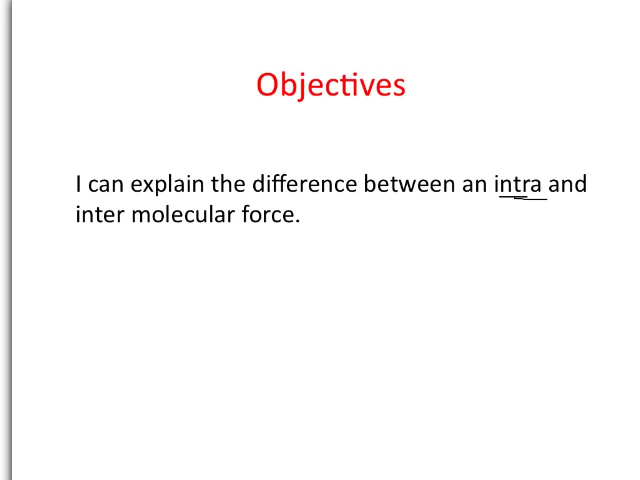 Objectives
I can explain the difference between an intra and
inter molecular force.